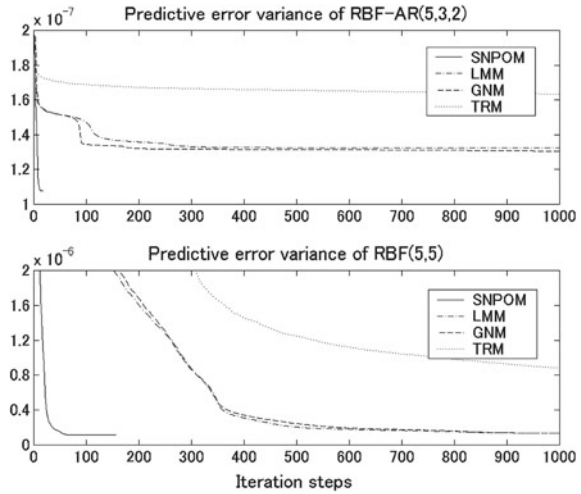 Predictive error variance of RBF-AR(5,3,2)
x 10⁻⁷
2
1.8
1.6
1.4
1.2
1
SNPOM
LMM
GNM
TRM
0 100 200 300 400 500 600 700 800 900 1000
Predictive error variance of RBF(5,5)
x 10⁻⁶
2
1.6
1.2
0.8
0.4
0
SNPOM
LMM
GNM
TRM
0 100 200 300 400 500 600 700 800 900 1000
Iteration steps